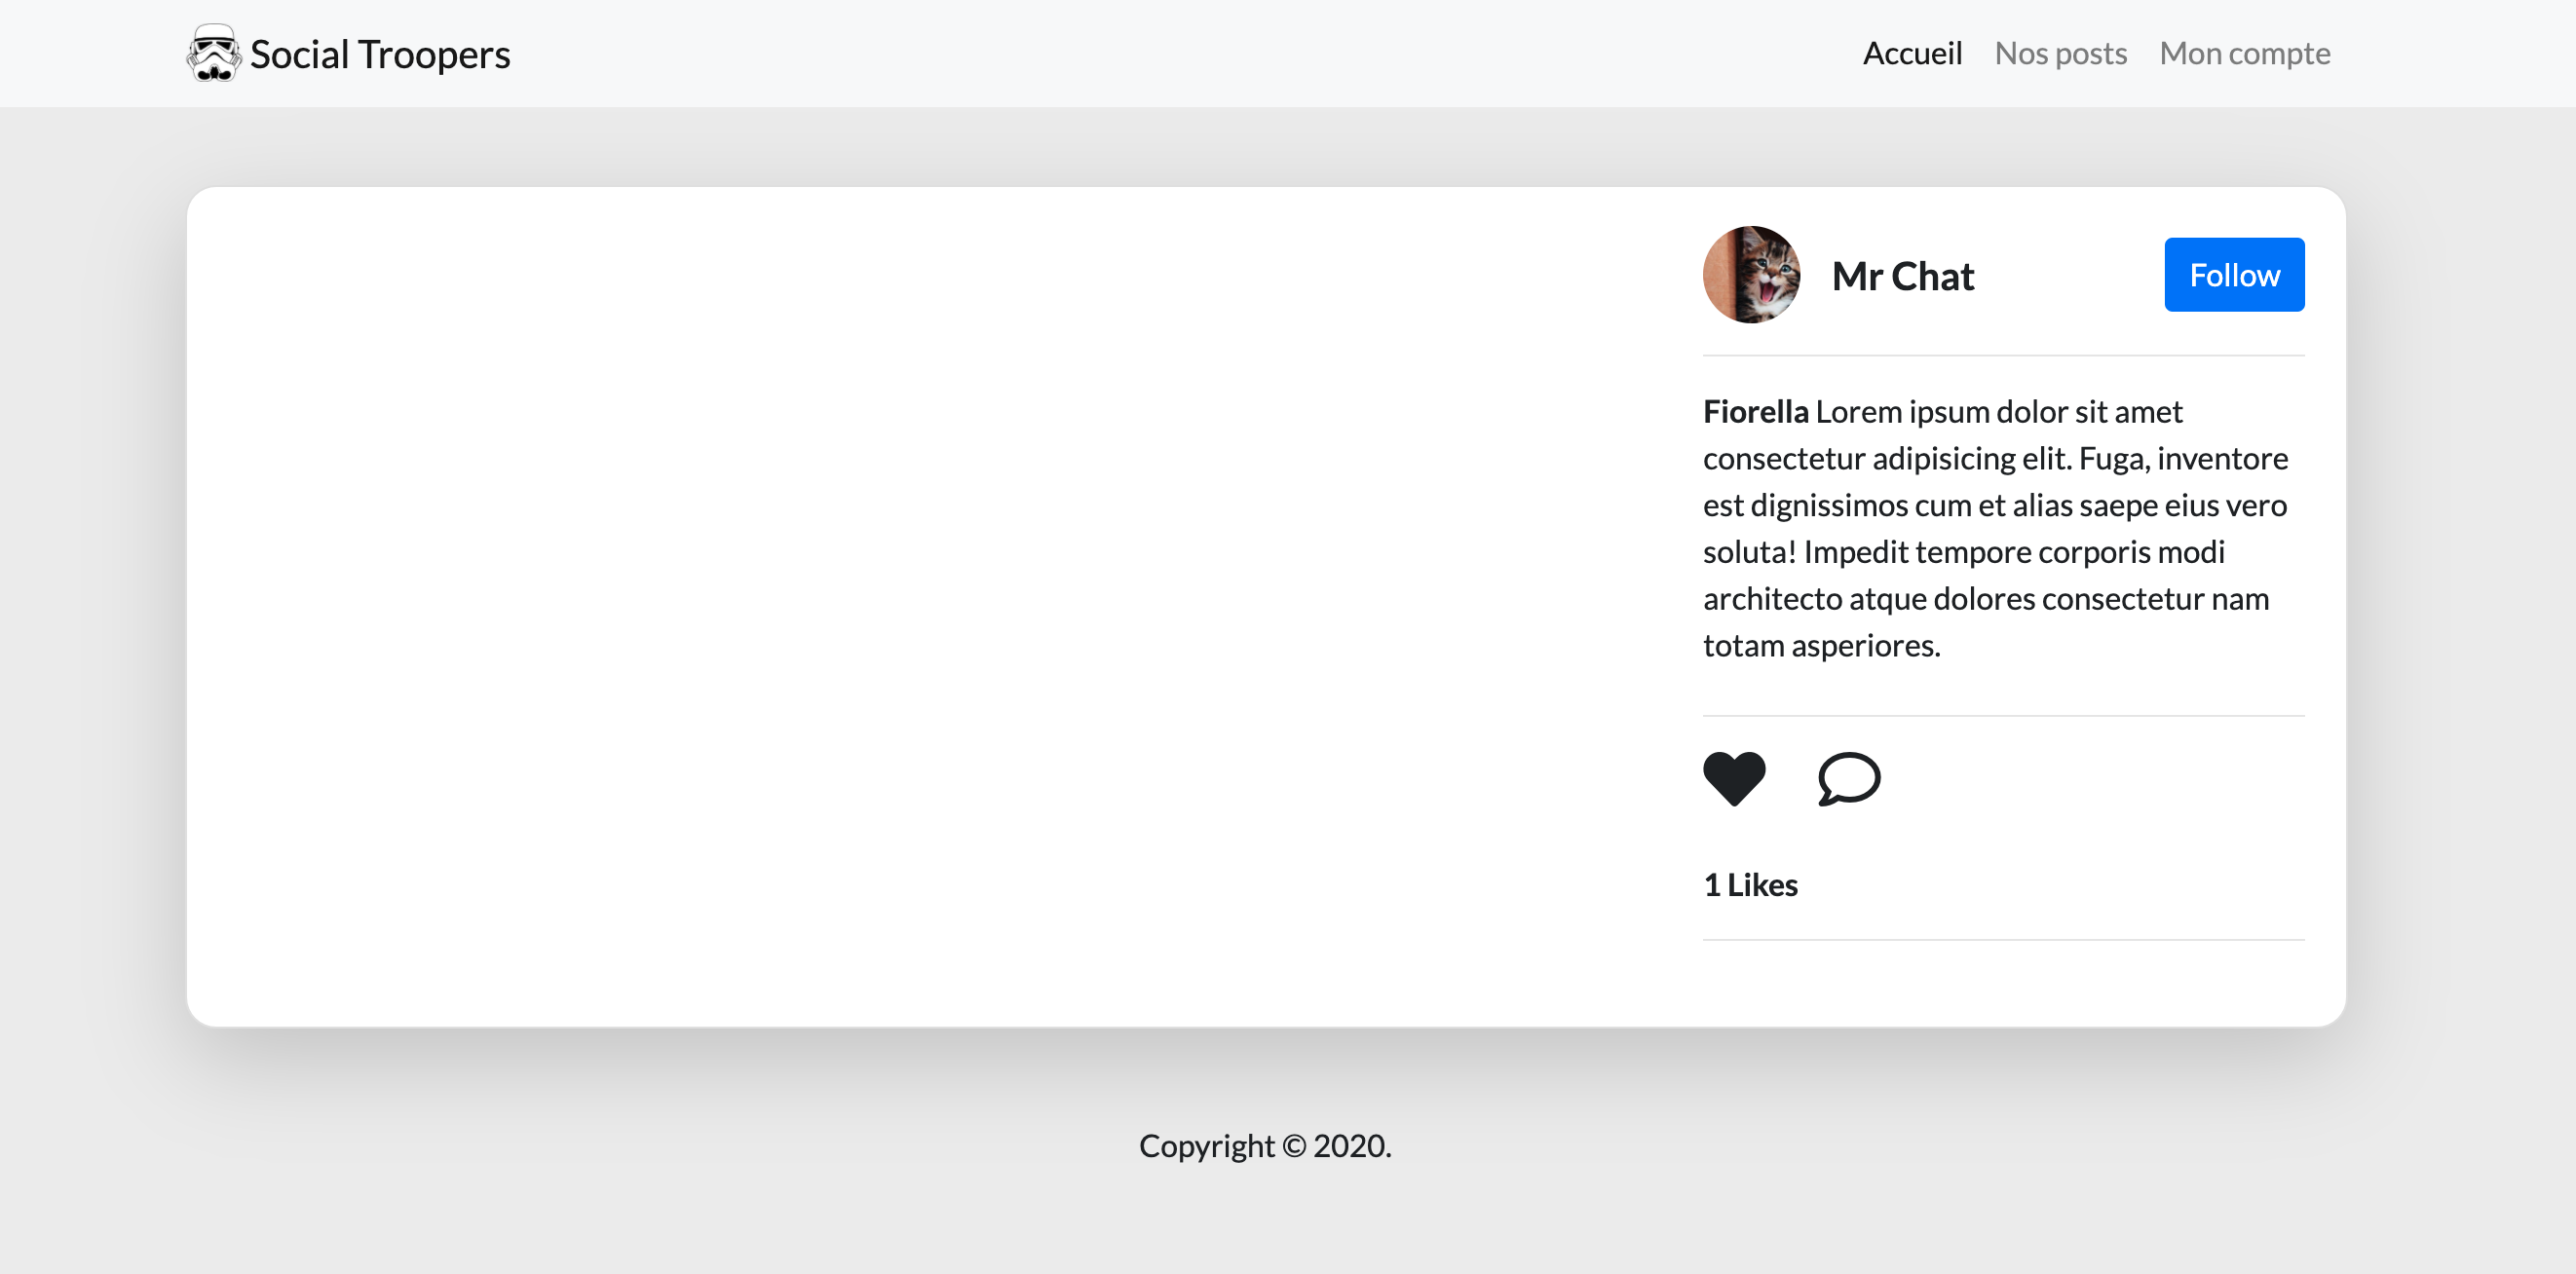 Social Troopers
Accueil Nos posts Mon compte
Mr Chat
Follow
Fiorella Lorem ipsum dolor sit amet
consectetur adipisicing elit. Fuga, inventore
est dignissimos cum et alias saepe eius vero
soluta! Impedit tempore corporis modi
architecto atque dolores consectetur nam
totam asperiores.
1 Likes
Copyright © 2020.